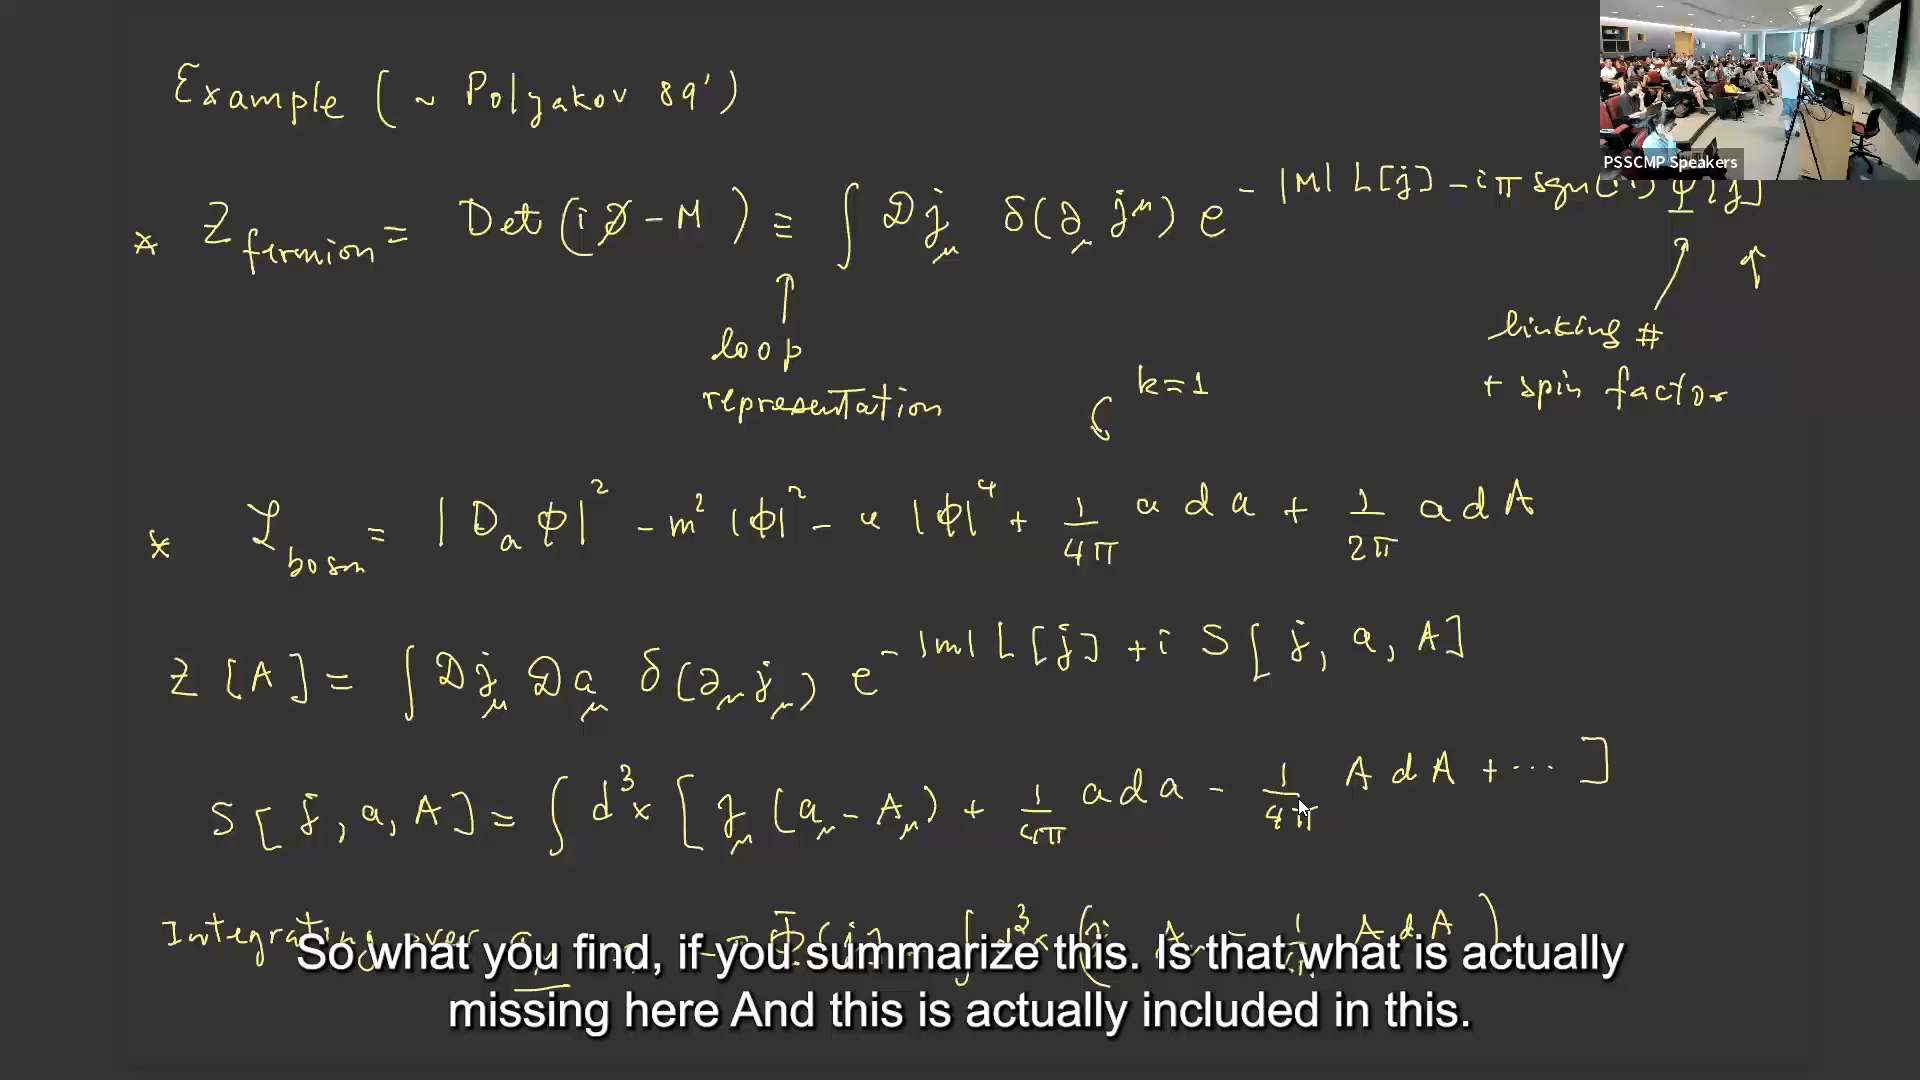 Example (~ Polyakov 89')
PSSCMP Speakers
* Z_fermion = Det (i∂̸ - M) ≡ ∫ Dj_μ δ(∂_μ j^μ) e^{- |M| L[j] - iπ sgn( ) Φ[j]}
loop
representation
linking #
+ spin factor
k=1
* ℒ_boson = |D_a φ|² - m² |φ|² - u |φ|⁴ + 1/4π a d a + 1/2π a d A
Z [A] = ∫ Dj_μ Da_μ δ(∂_μ j_μ) e^{- |m| L[j] + i S[j, a, A]}
S[j, a, A] = ∫ d³x [j_μ (a_μ - A_μ) + 1/4π a d a - 1/4π A d A + ... ]
Integrating over
So what you find, if you summarize this. Is that what is actually
missing here And this is actually included in this.